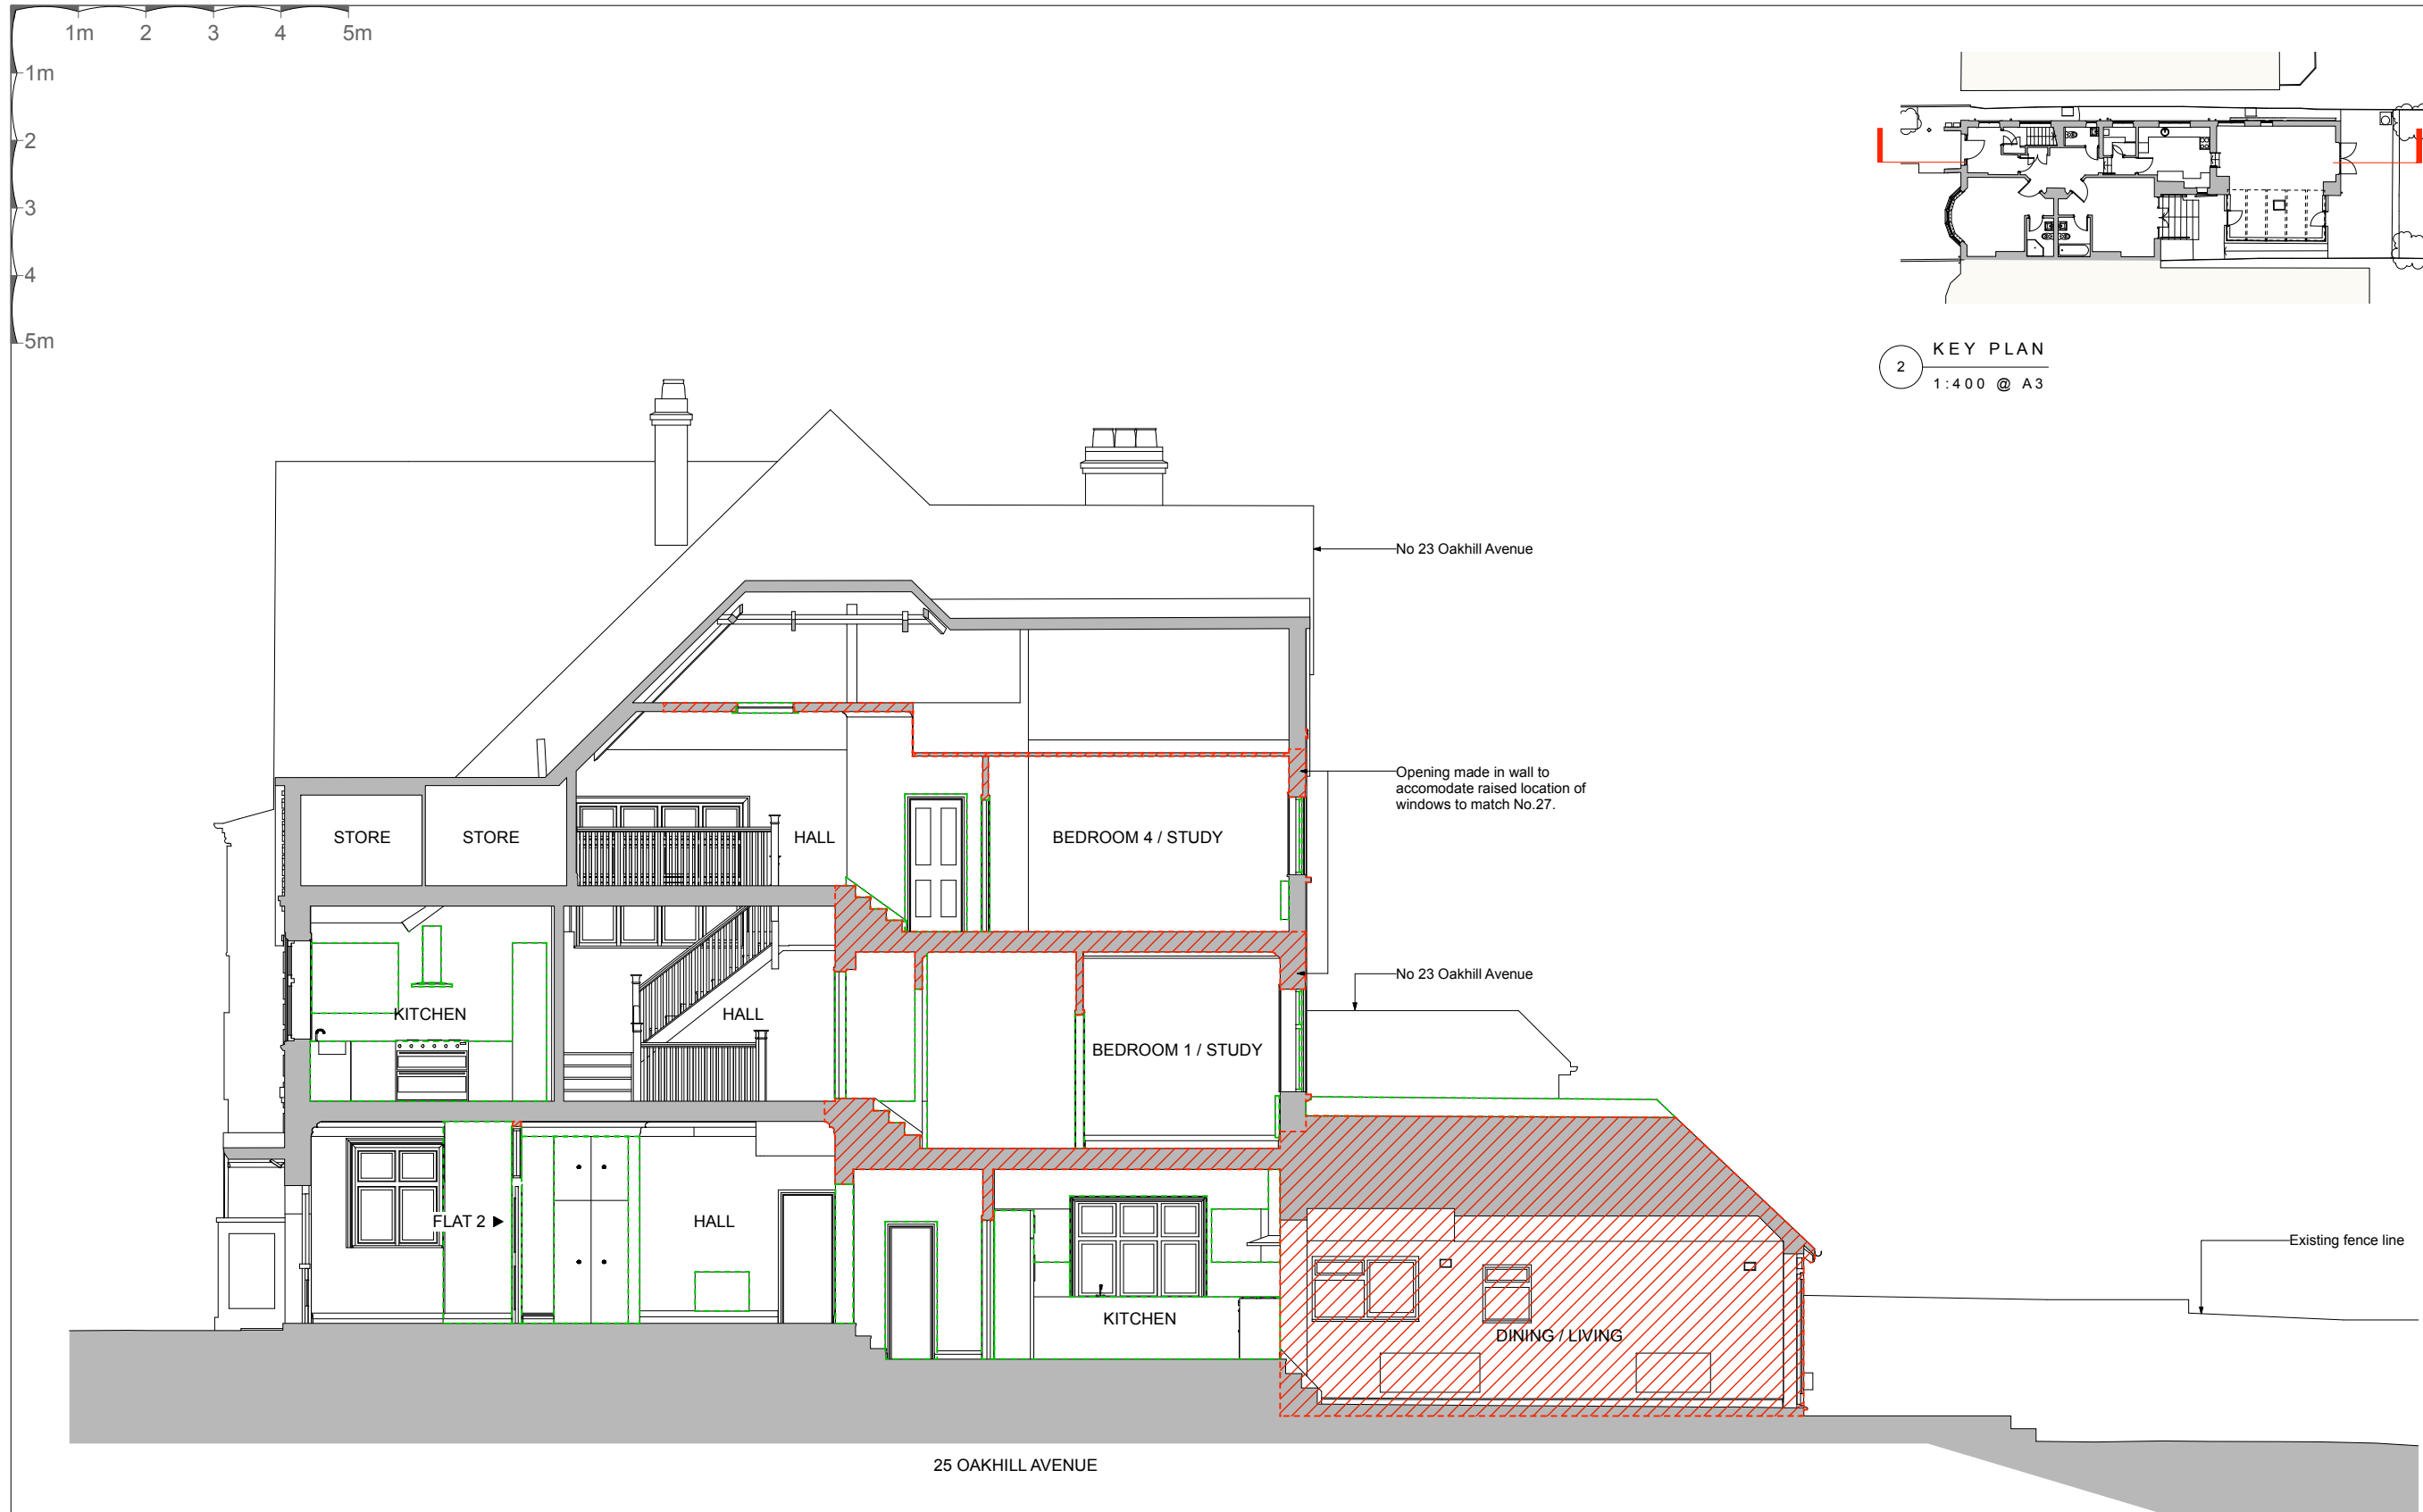 1m 2 3 4 5m
1m
2
3
4
5m
2
KEY PLAN
1:400 @ A3
No 23 Oakhill Avenue
Opening made in wall to
accomodate raised location of
windows to match No.27.
STORE
STORE
HALL
BEDROOM 4 / STUDY
No 23 Oakhill Avenue
KITCHEN
HALL
BEDROOM 1 / STUDY
FLAT 2
HALL
KITCHEN
DINING / LIVING
Existing fence line
25 OAKHILL AVENUE